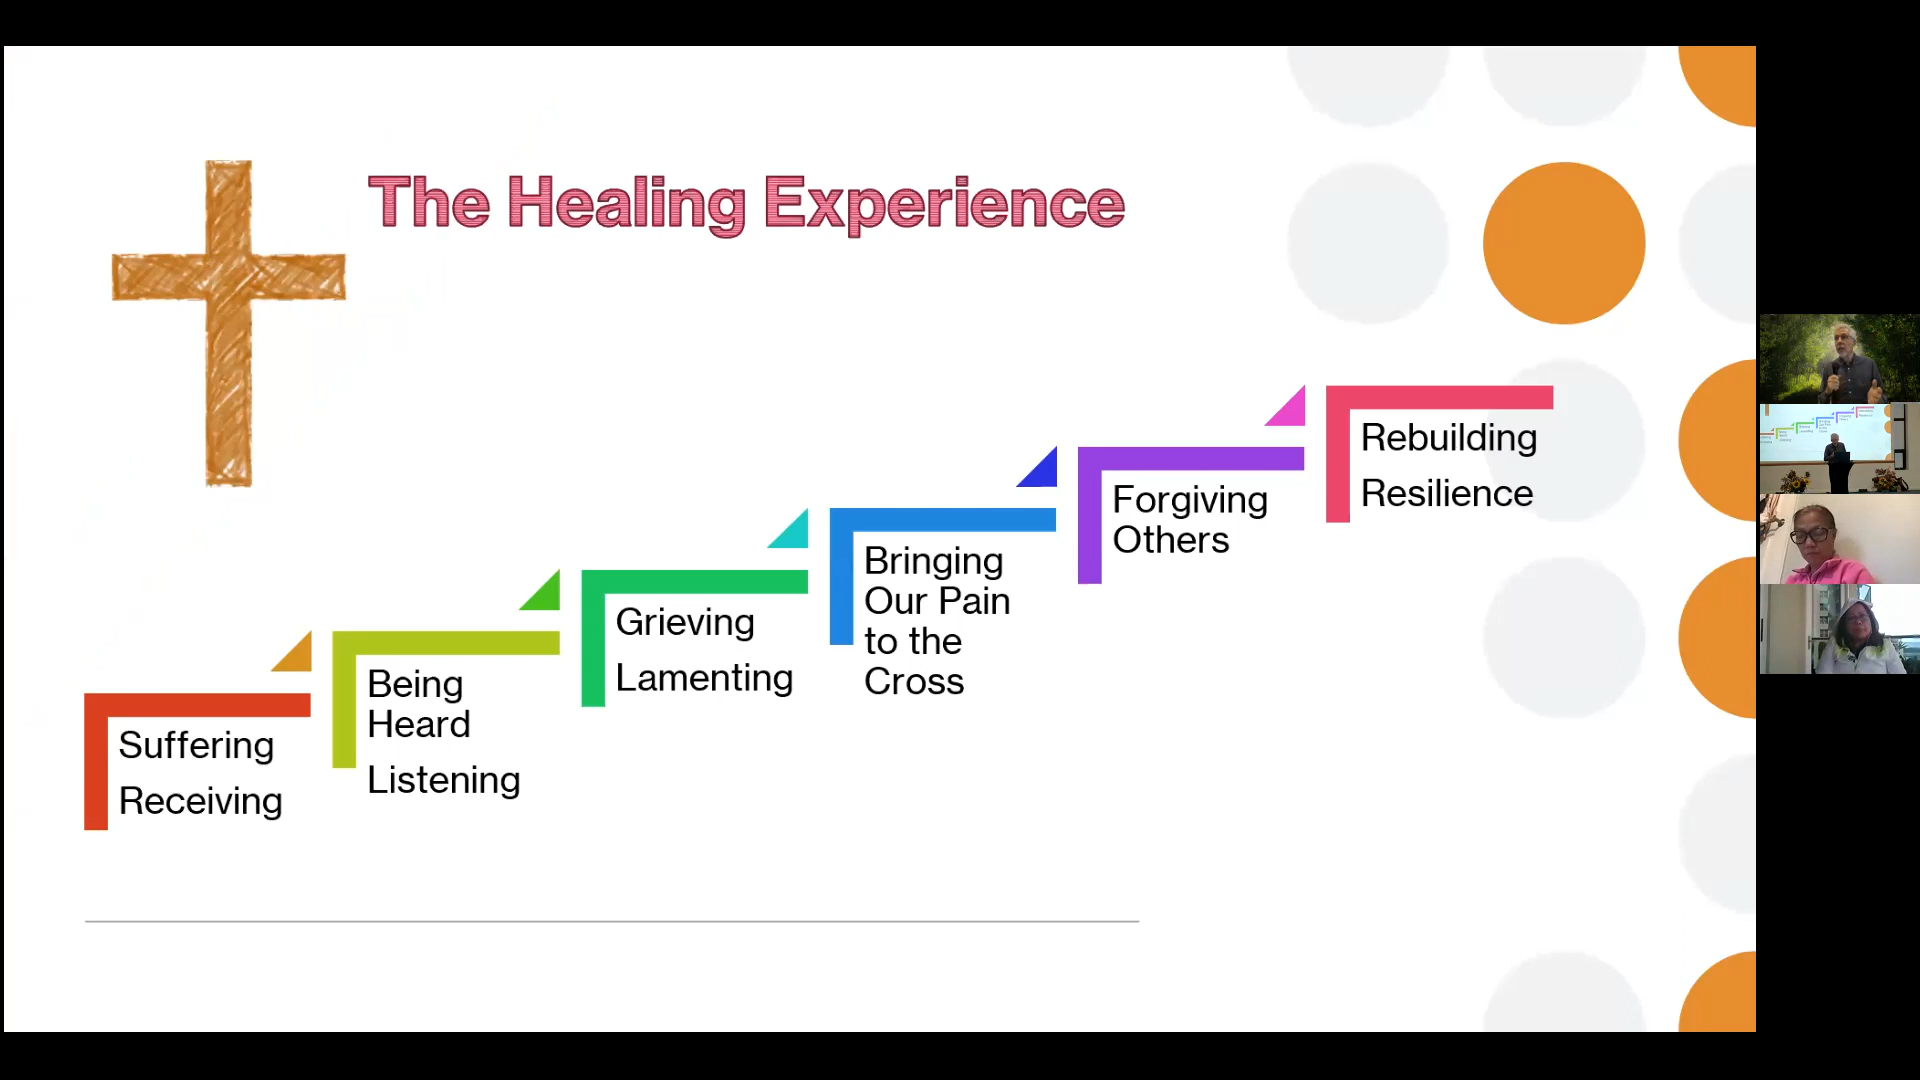 The Healing Experience
Suffering
Receiving
Being
Heard
Listening
Grieving
Lamenting
Bringing
Our Pain
to the
Cross
Forgiving
Others
Rebuilding
Resilience